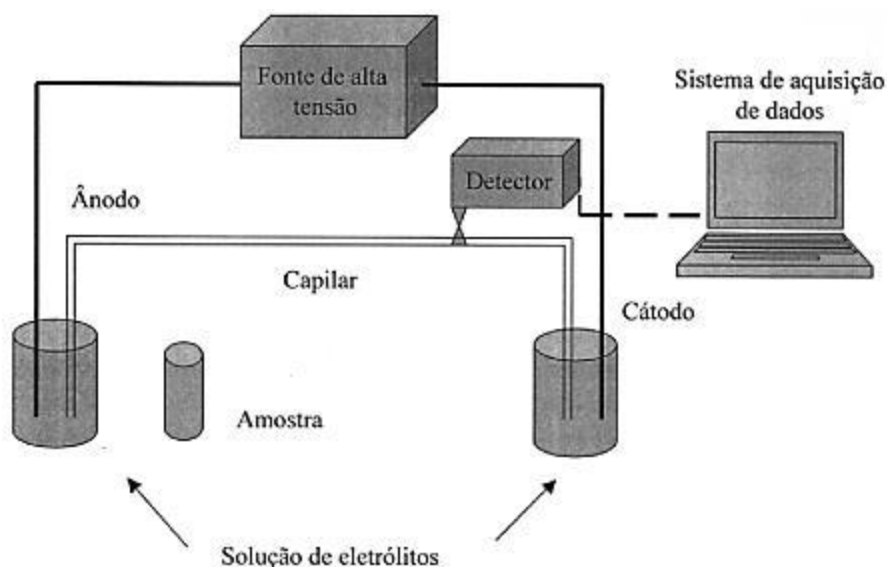 Fonte de alta
tensão
Sistema de aquisição
de dados
Detector
Ânodo
Capilar
Cátodo
Amostra
Solução de eletrólitos